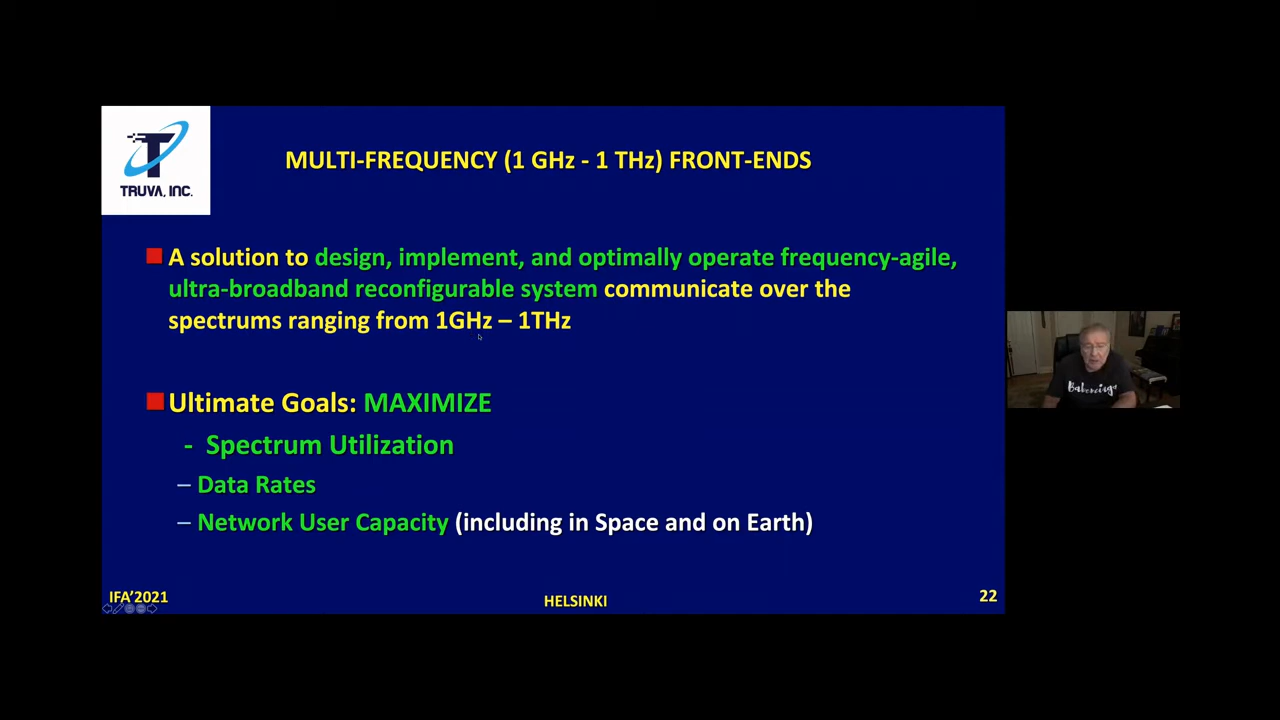 TRUVA, INC.
MULTI-FREQUENCY (1 GHz - 1 THz) FRONT-ENDS
A solution to design, implement, and optimally operate frequency-agile,
ultra-broadband reconfigurable system communicate over the
spectrums ranging from 1GHz – 1THz
Ultimate Goals: MAXIMIZE
- Spectrum Utilization
– Data Rates
– Network User Capacity (including in Space and on Earth)
IFA’2021
HELSINKI
22